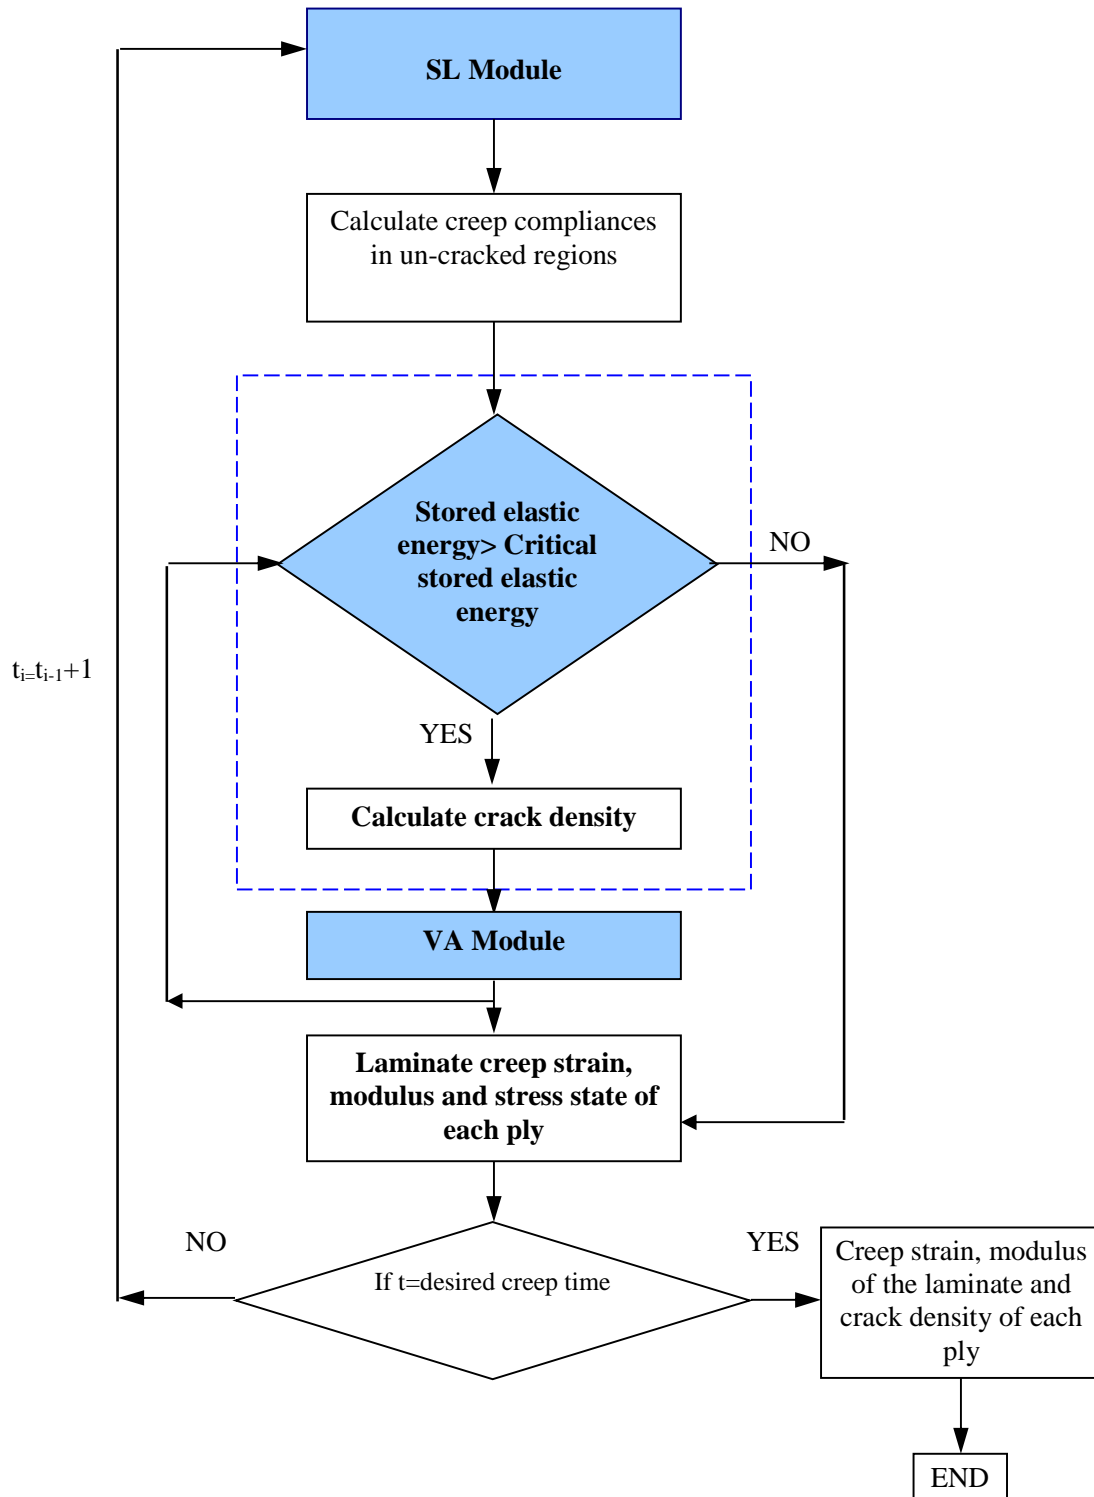 SL Module
Calculate creep compliances
in un-cracked regions
Stored elastic
energy> Critical
stored elastic
energy
NO
t_{i=}t_{i-1}+1
YES
Calculate crack density
VA Module
Laminate creep strain,
modulus and stress state of
each ply
NO
YES
If t=desired creep time
Creep strain, modulus
of the laminate and
crack density of each
ply
END